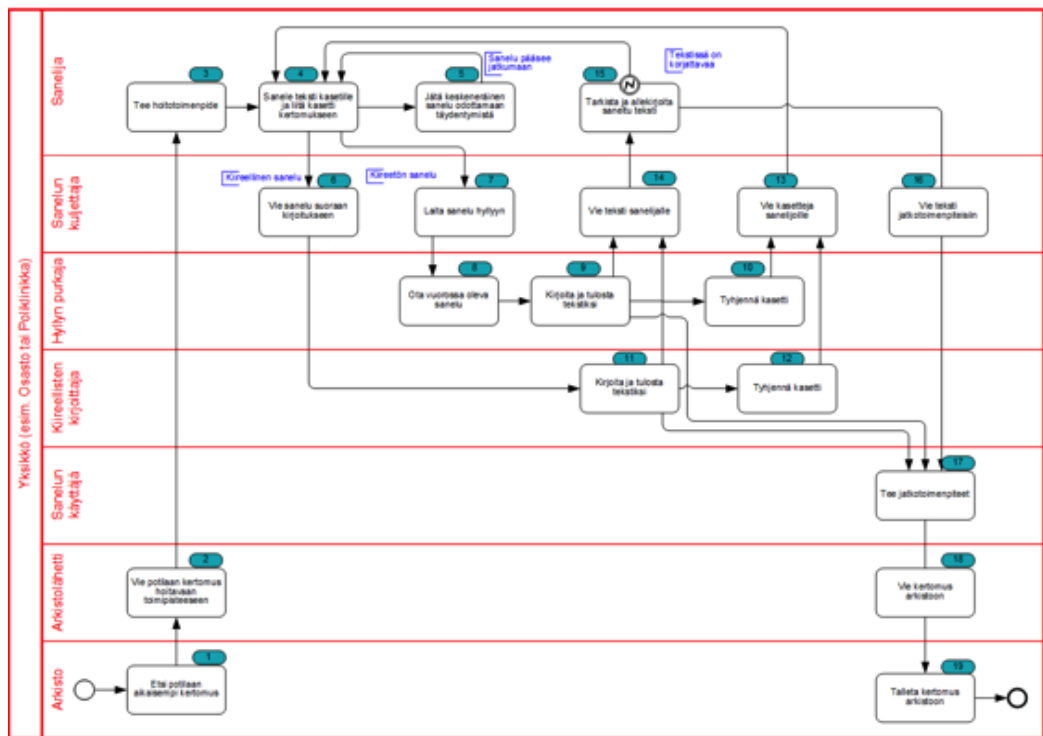 Yksikkö (esim. Osasto tai Poliklinikka)
Sanelija
3
Tee hoitotoimenpide
4
Sanele teksti kasetille
ja liitä kasetti
kertomukseen
5
Jätä keskeneräinen
sanelu odottamaan
täydentymistä
Sanelu pääsee
jatkumaan
15
N
Tarkista ja allekirjoita
saneltu teksti
Tekstissä on
korjattavaa
Sanelun
kuljettaja
Kiireellinen sanelu
6
Vie sanelu suoraan
kirjoitukseen
Kiireetön sanelu
7
Laita sanelu hyllyyn
14
Vie teksti sanelijalle
13
Vie kasetteja
sanelijoille
16
Vie teksti
jatkotoimenpiteisiin
Hyllyn purkaja
8
Ota vuorossa oleva
sanelu
9
Kirjoita ja tulosta
tekstiksi
10
Tyhjennä kasetti
Kiireellisten
kirjoittaja
11
Kirjoita ja tulosta
tekstiksi
12
Tyhjennä kasetti
Sanelun
käyttäjä
17
Tee jatkotoimenpiteet
Arkistolähetti
2
Vie potilaan kertomus
hoitavaan
toimipisteeseen
18
Vie kertomus
arkistoon
Arkisto
1
Etsi potilaan
aikaisempi kertomus
19
Talleta kertomus
arkistoon